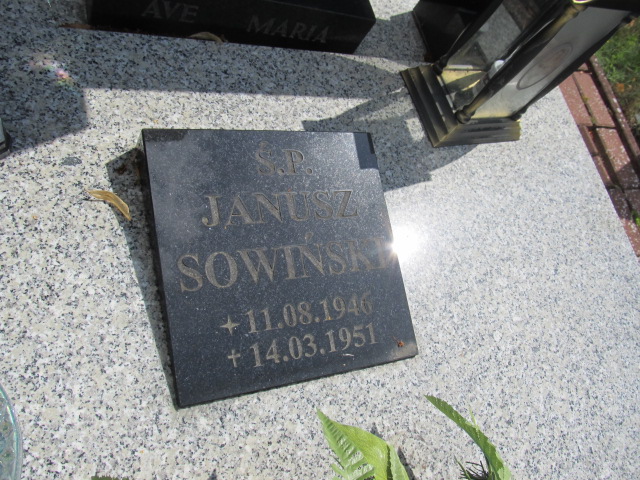 AVE MARIA
Ś.P.
JANUSZ
SOWIŃSKI
11.08.1946
14.03.1951